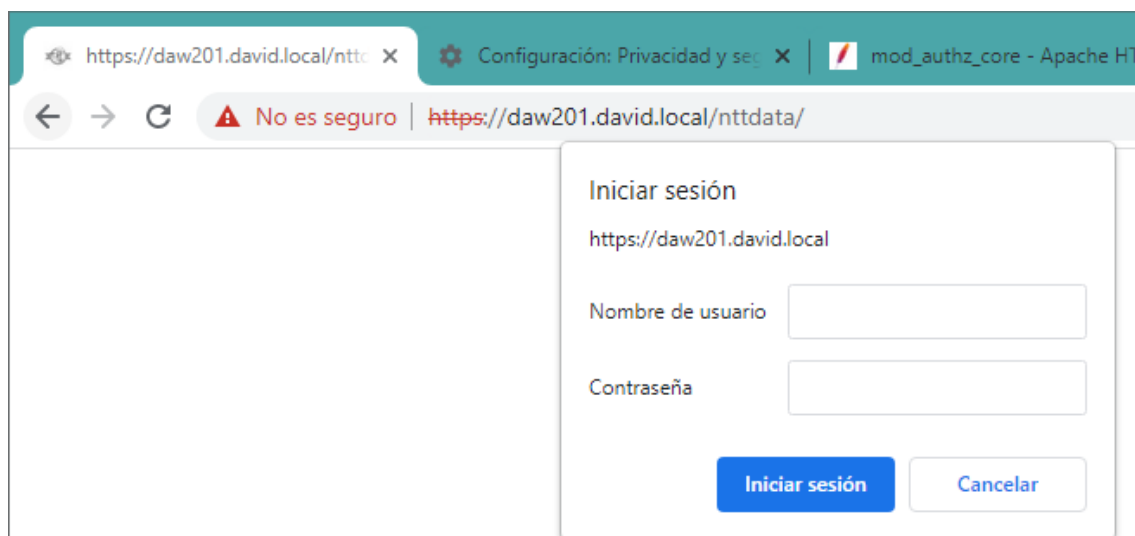 https://daw201.david.local/nttd
Configuración: Privacidad y seg
mod_authz_core - Apache HT
No es seguro
https://daw201.david.local/nttdata/
Iniciar sesión
https://daw201.david.local
Nombre de usuario
Contraseña
Iniciar sesión
Cancelar